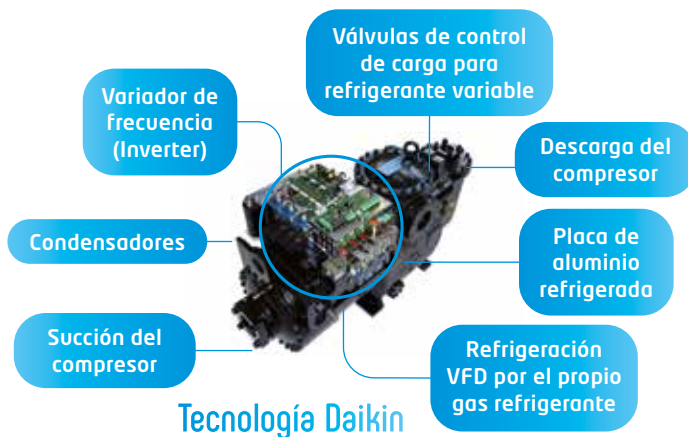 Válvulas de control
de carga para
refrigerante variable
Variador de
frecuencia
(Inverter)
Descarga del
compresor
Condensadores
Placa de
aluminio
refrigerada
Succión del
compresor
Refrigeración
VFD por el propio
gas refrigerante
Tecnología Daikin